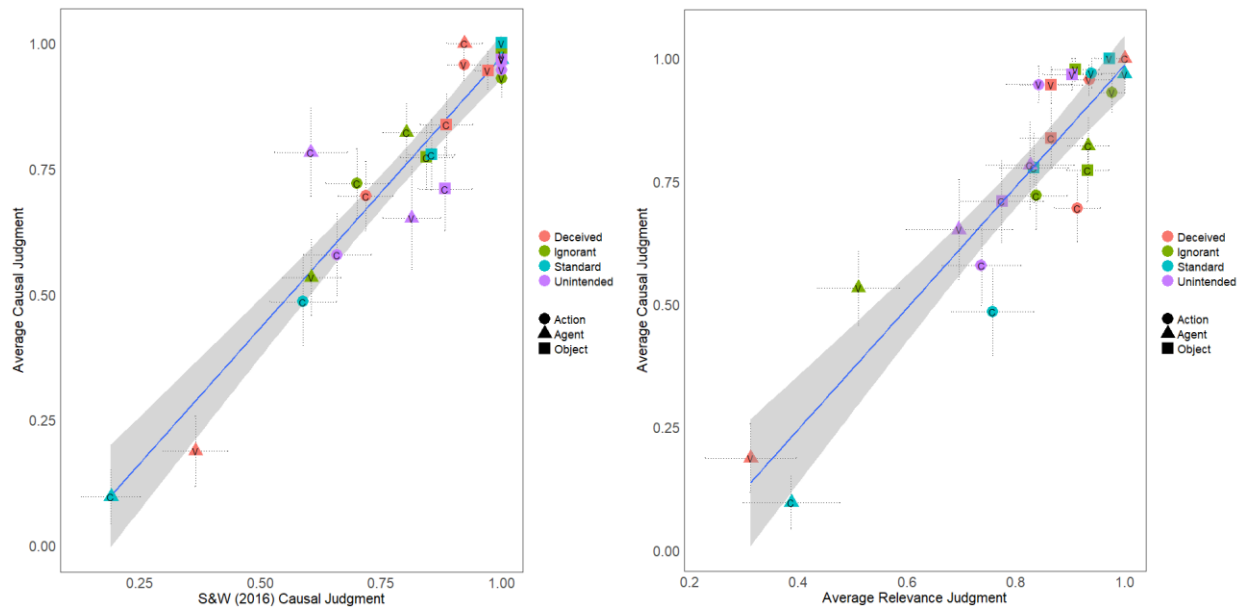 1.00
0.75
0.50
0.25
0.00
Average Causal Judgment
0.25
0.50
0.75
1.00
S&W (2016) Causal Judgment
Deceived
Ignorant
Standard
Unintended
Action
Agent
Object
1.00
0.75
0.50
0.25
0.00
Average Causal Judgment
0.2
0.4
0.6
0.8
1.0
Average Relevance Judgment
Deceived
Ignorant
Standard
Unintended
Action
Agent
Object